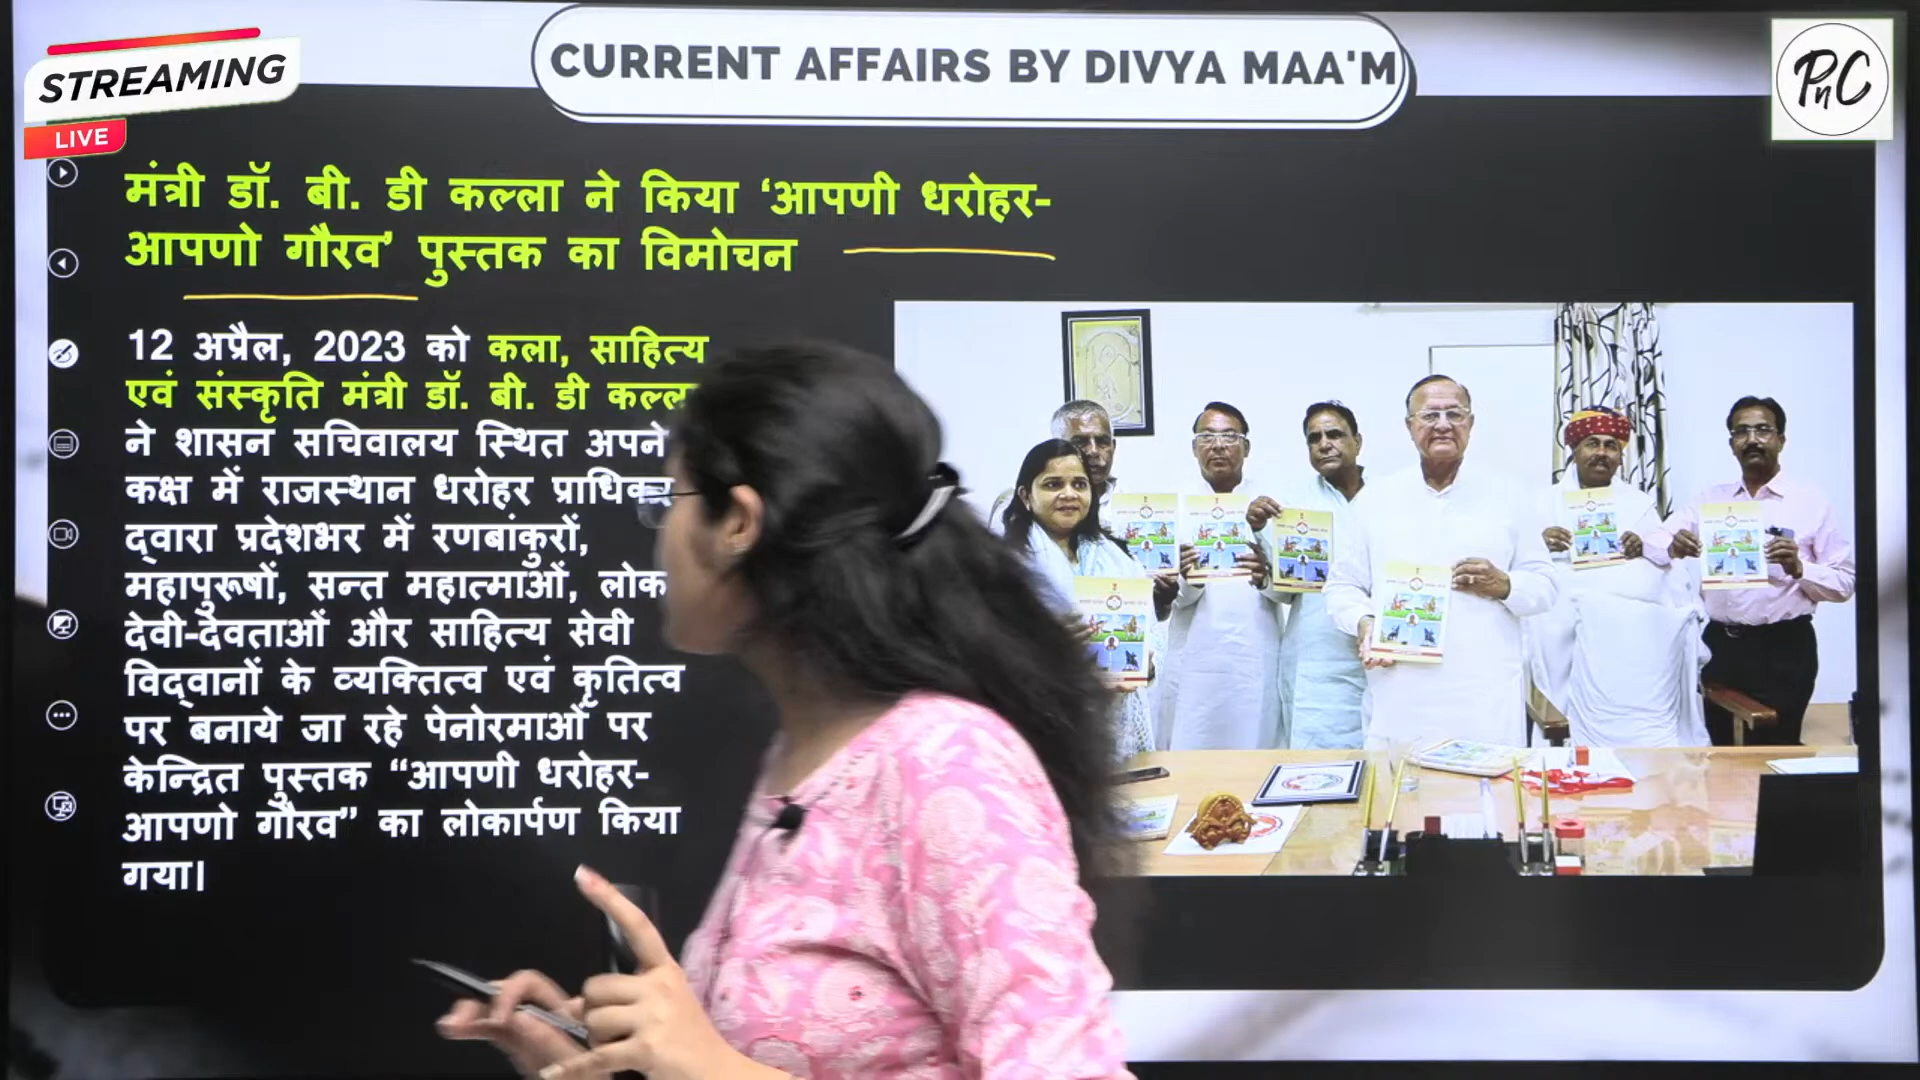 STREAMING
LIVE
CURRENT AFFAIRS BY DIVYA MAA'M
PnC
मंत्री डॉ. बी. डी कल्ला ने किया ‘आपणी धरोहर-
आपणो गौरव’ पुस्तक का विमोचन
12 अप्रैल, 2023 को कला, साहित्य
एवं संस्कृति मंत्री डॉ. बी. डी कल्ला
ने शासन सचिवालय स्थित अपने
कक्ष में राजस्थान धरोहर
द्वारा प्रदेशभर में रणबांकुरों,
महापुरूषों, सन्त महात्माओं, लोक
देवी-देवताओं और साहित्य सेवी
विद्वानों के व्यक्तित्व एवं कृतित्व
पर बनाये जा रहे पेनोरमाओं पर
केन्द्रित पुस्तक “आपणी धरोहर-
आपणो गौरव” का लोकार्पण किया
गया।